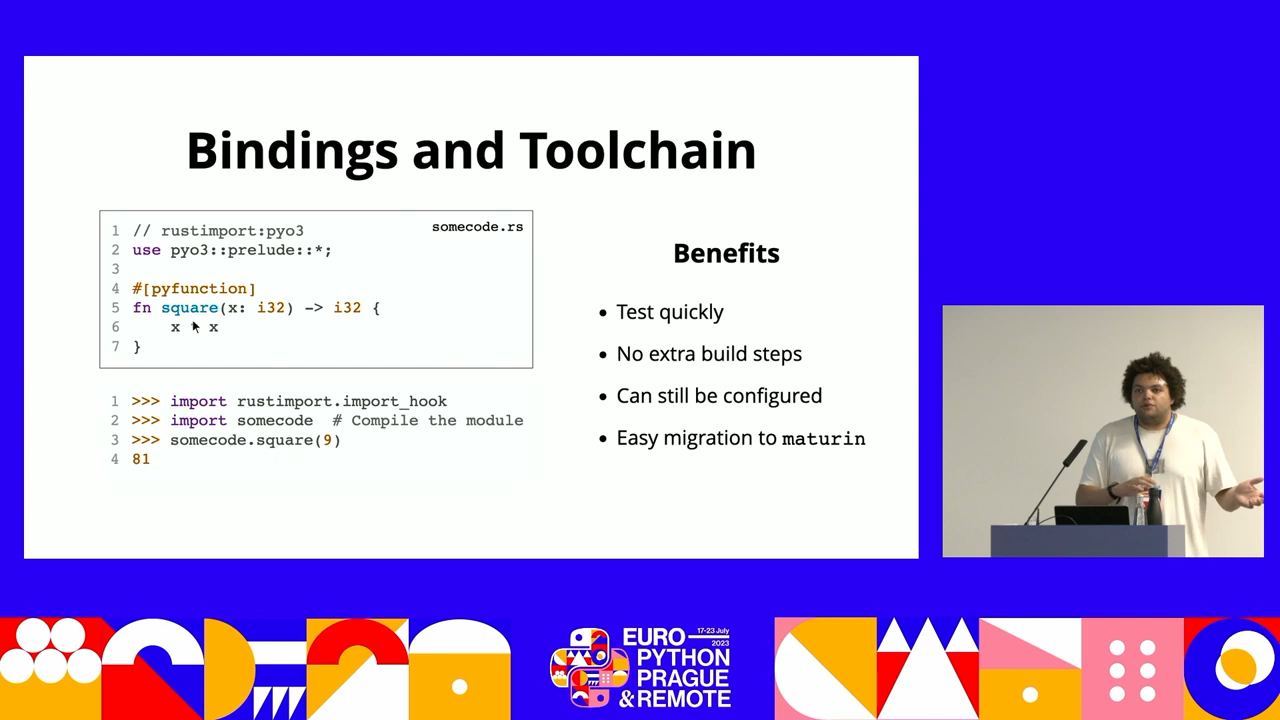 Bindings and Toolchain
somecode.rs
1 // rustimport:pyo3
2 use pyo3::prelude::*;
3
4 #[pyfunction]
5 fn square(x: i32) -> i32 {
6     x   x
7 }
1 >>> import rustimport.import_hook
2 >>> import somecode  # Compile the module
3 >>> somecode.square(9)
4 81
Benefits
• Test quickly
• No extra build steps
• Can still be configured
• Easy migration to maturin
EURO 17-23 July 2023
PYTHON
PRAGUE
& REMOTE